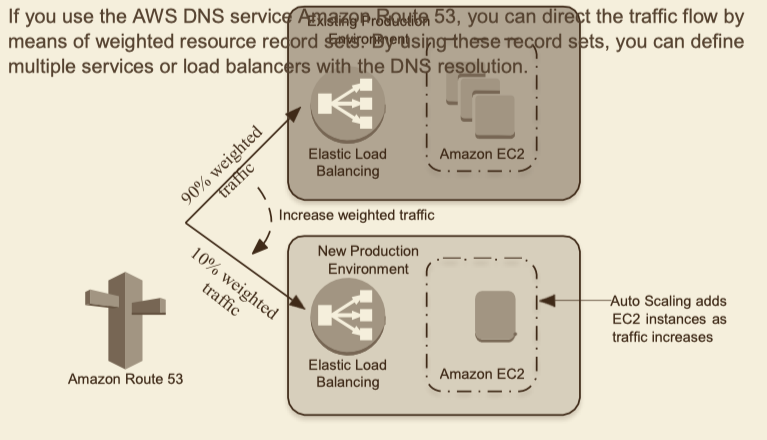 If you use the AWS DNS service Amazon Route 53, you can direct the traffic flow by
means of weighted resource record sets. By using these record sets, you can define
multiple services or load balancers with the DNS resolution.
Existing Production
Environment
Elastic Load
Balancing
Amazon EC2
90% weighted
traffic
Increase weighted traffic
10% weighted
traffic
New Production
Environment
Elastic Load
Balancing
Amazon EC2
Auto Scaling adds
EC2 instances as
traffic increases
Amazon Route 53